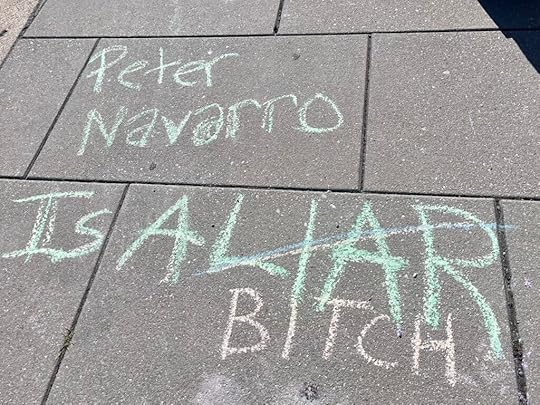 Peter
Navarro
Is A LIAR
BITCH